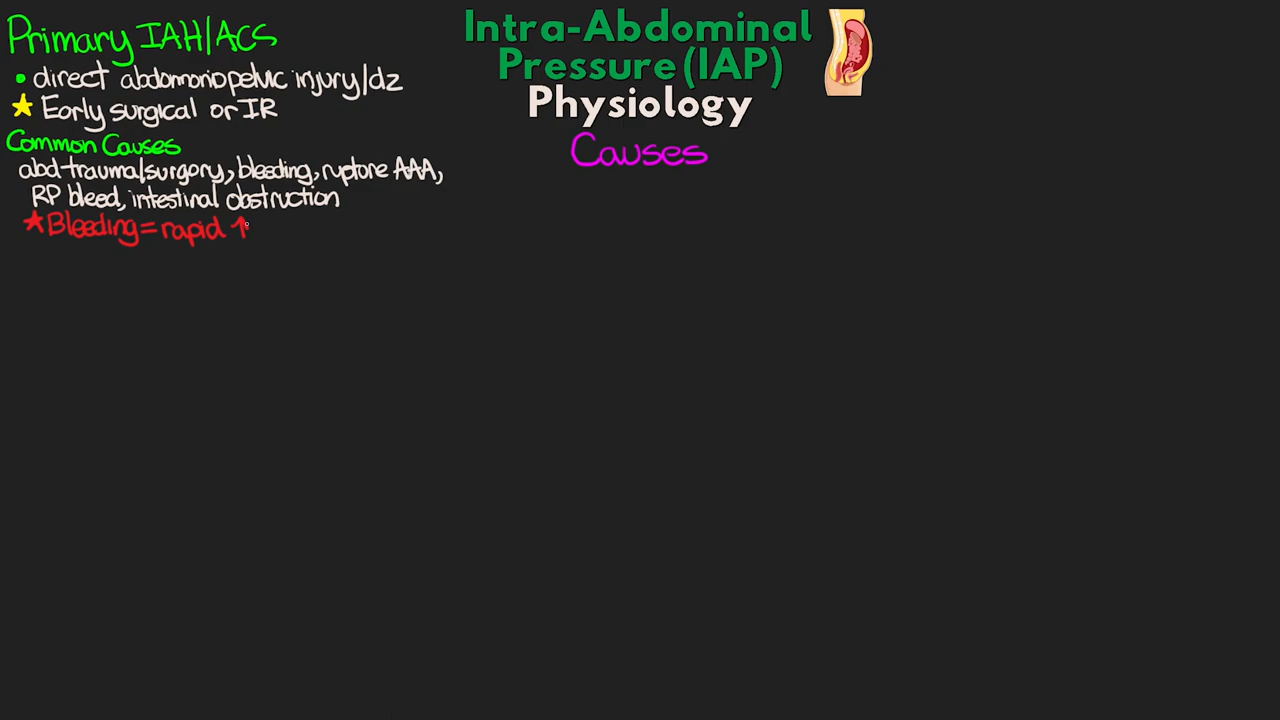 Primary IAH/ACS
• direct abdomoniopelvic injury/dz
★ Early surgical or IR
Common Causes
abd trauma/surgery, bleeding, rupture AAA,
RP bleed, intestinal obstruction
★ Bleeding = rapid ↑
Intra-Abdominal
Pressure (IAP)
Physiology
Causes